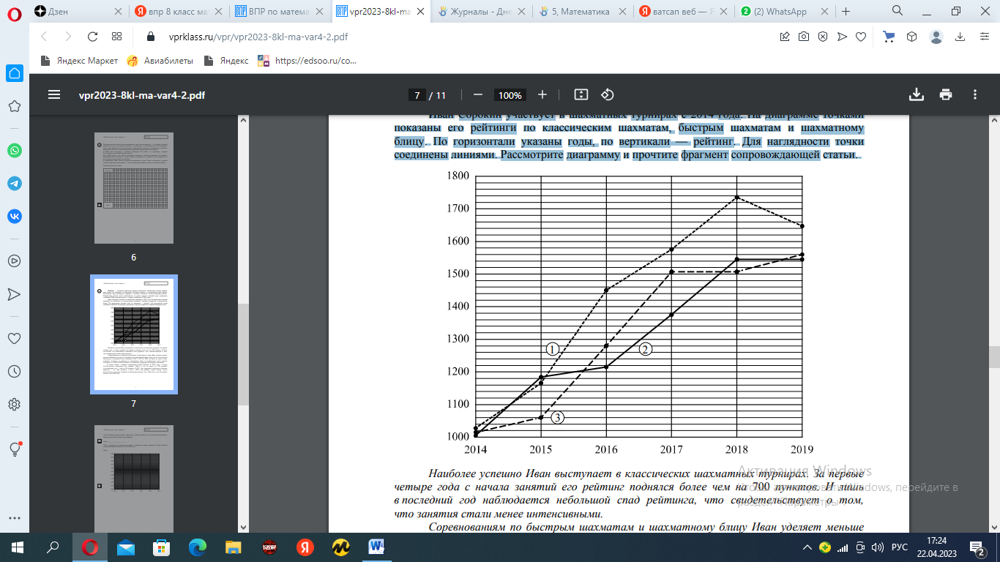 Дзен
впр 8 класс ма
ВПР по матема
vpr2023-8kl-ma
Журналы - Дне
5, Математика
ватсап веб — Я
(2) WhatsApp
vprklass.ru/vpr/vpr2023-8kl-ma-var4-2.pdf
Яндекс Маркет
Авиабилеты
Яндекс
https://edsoo.ru/co...
vpr2023-8kl-ma-var4-2.pdf
7 / 11
100%
6
7
Иван Сорокин участвует в шахматных турнирах с 2014 года. На диаграмме точками
показаны его рейтинги по классическим шахматам, быстрым шахматам и шахматному
блицу. По горизонтали указаны годы, по вертикали — рейтинг. Для наглядности точки
соединены линиями. Рассмотрите диаграмму и прочтите фрагмент сопровождающей статьи.
1800
1700
1600
1500
1400
1300
1200
1100
1000
1
2
3
2014 2015 2016 2017 2018 2019
Наиболее успешно Иван выступает в классических шахматных турнирах. За первые
четыре года с начала занятий его рейтинг поднялся более чем на 700 пунктов. И лишь
в последний год наблюдается небольшой спад рейтинга, что свидетельствует о том,
что занятия стали менее интенсивными.
Соревнованиям по быстрым шахматам и шахматному блицу Иван уделяет меньше
Активация Windows
Чтобы активировать Windows, перейдите в
раздел "Параметры".
РУС
17:24
22.04.2023
2